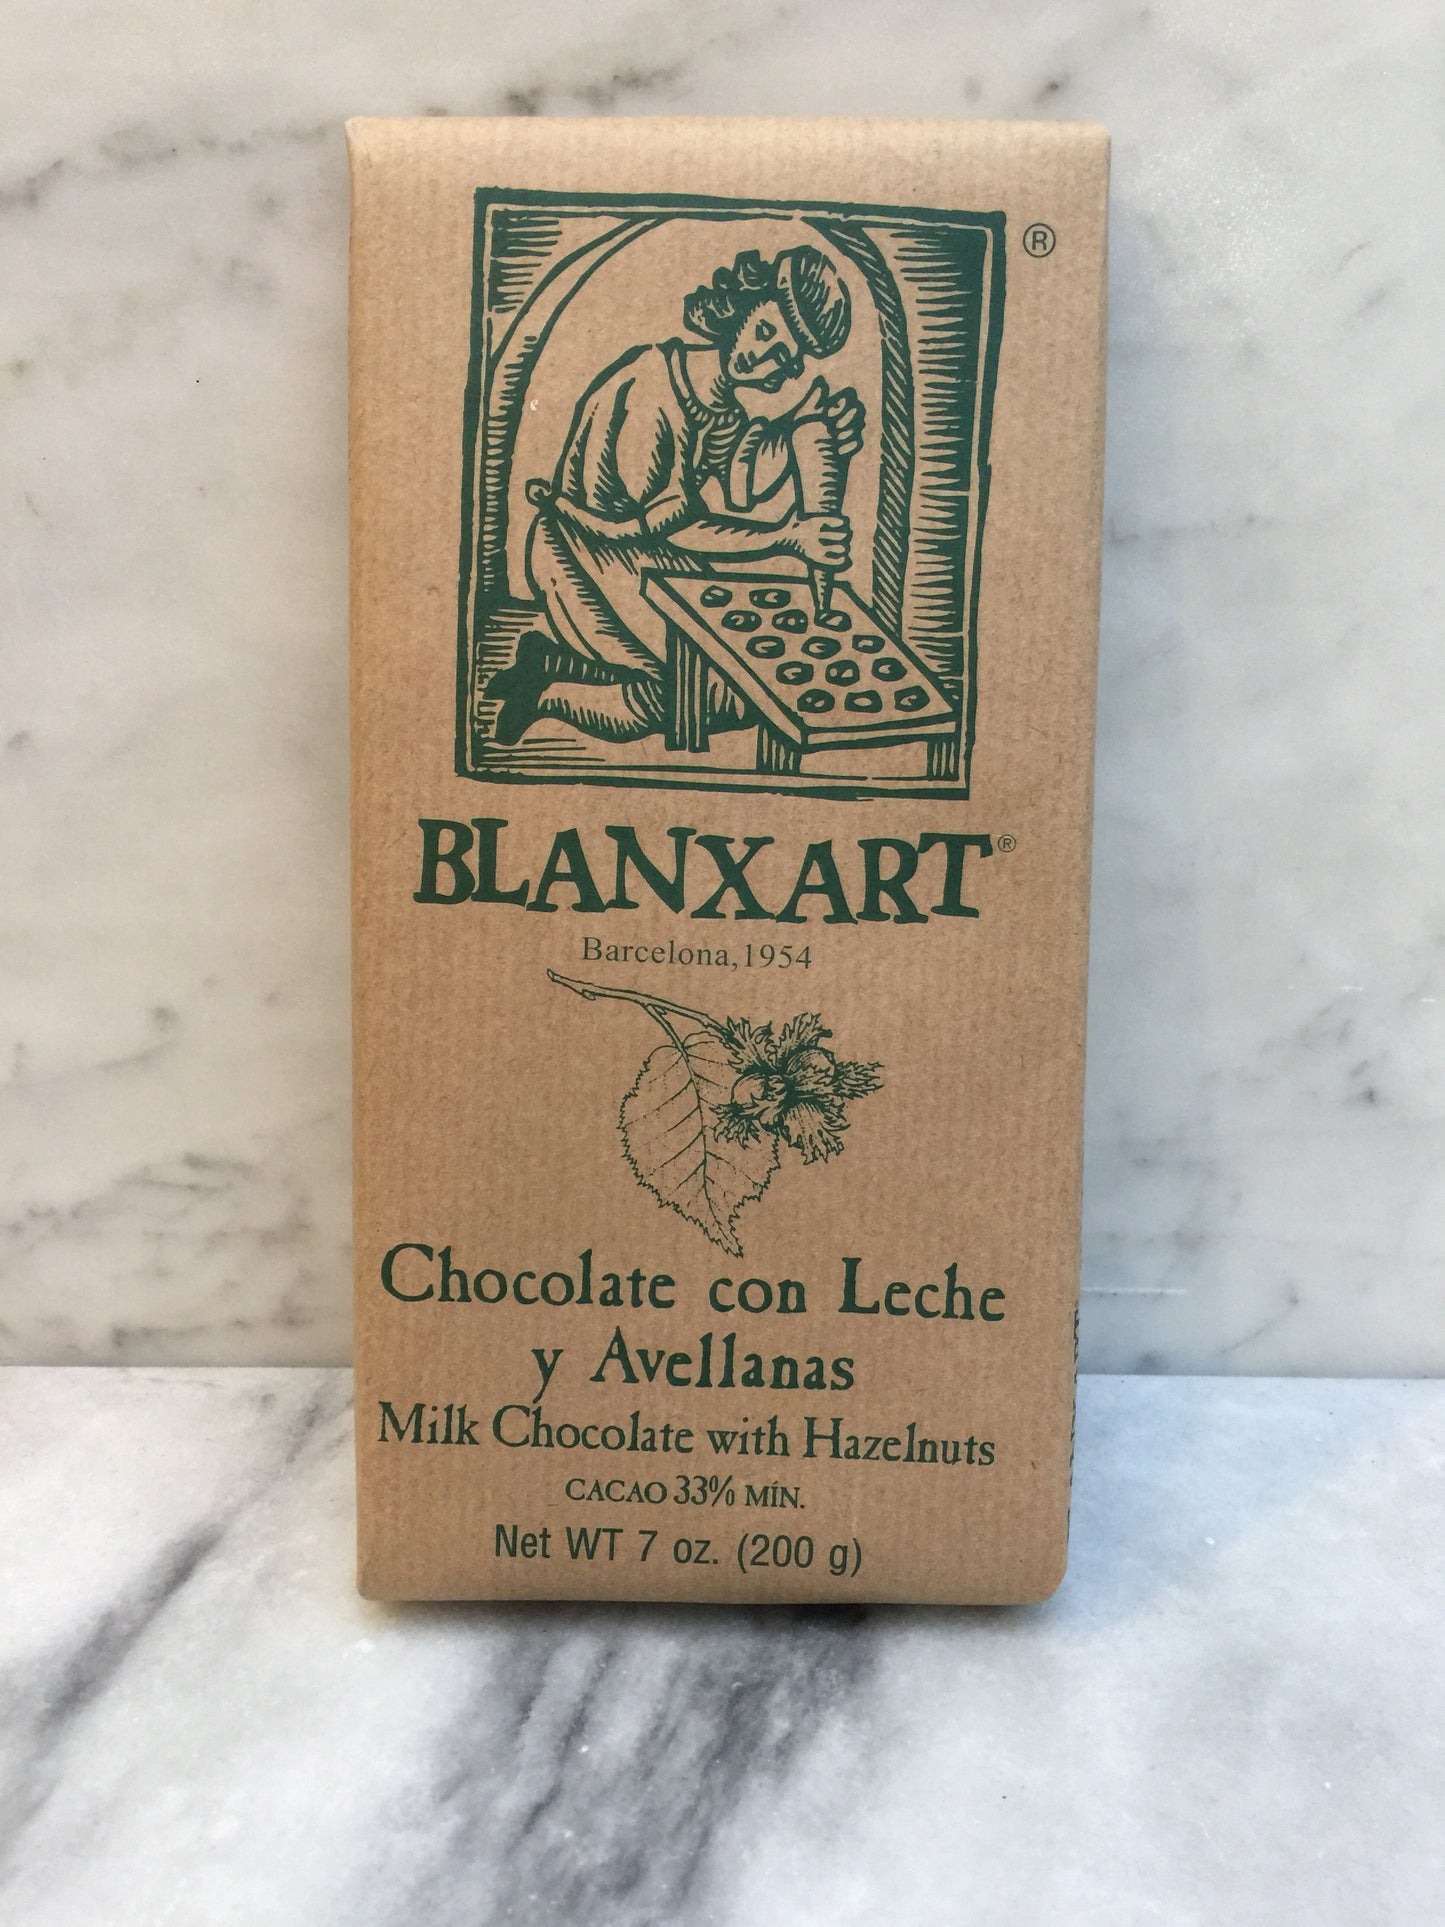 ®
BLANXART®
Barcelona, 1954
Chocolate con Leche
y Avellanas
Milk Chocolate with Hazelnuts
CACAO 33% MÍN.
Net WT 7 oz. (200 g)